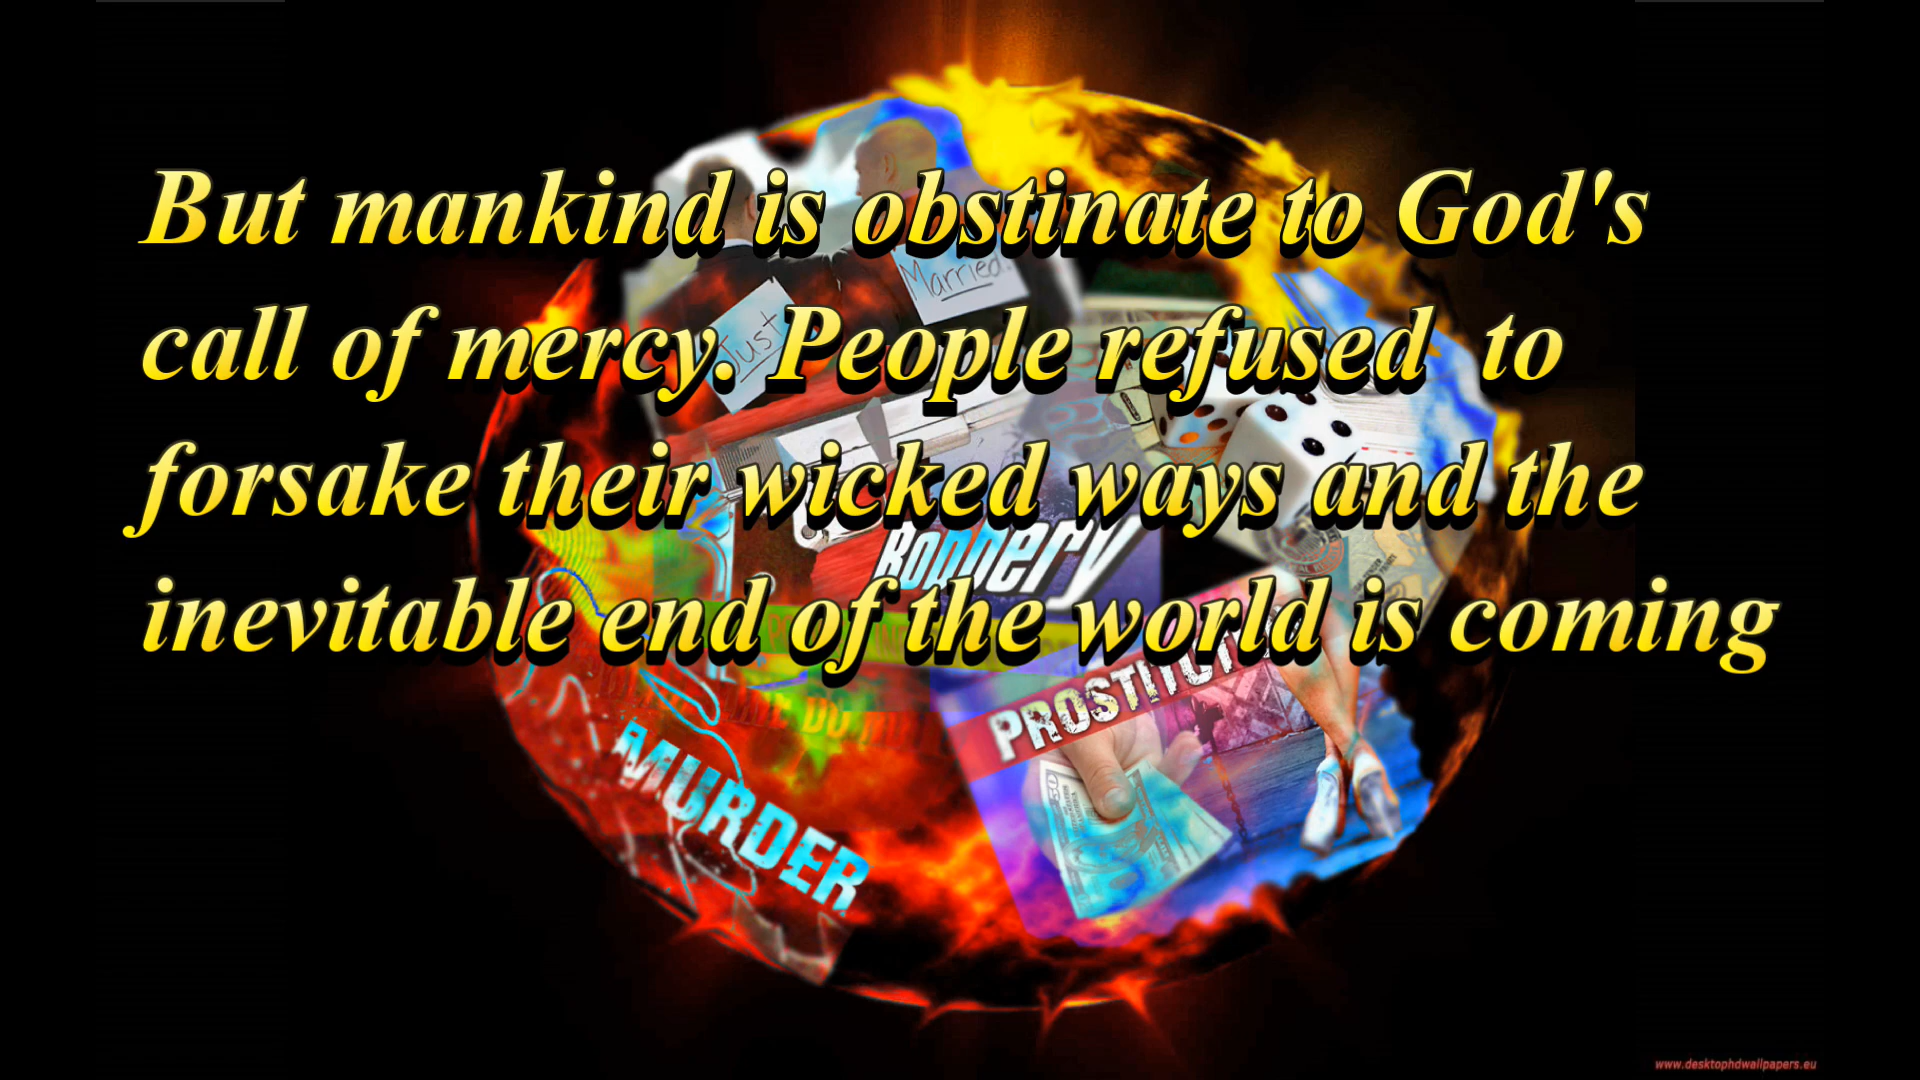 But mankind is obstinate to God's
call of mercy. People refused to
forsake their wicked ways and the
inevitable end of the world is coming
Just
Married.
Robbery
PROSTITUTION
MURDER
www.desktophdwallpapers.eu